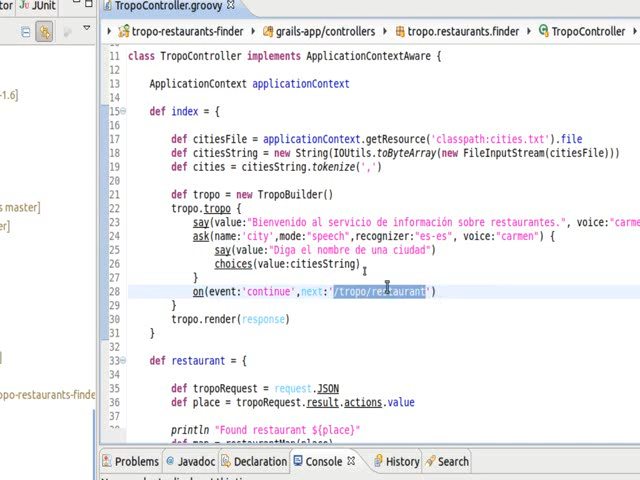 tor JUnit
TropoController.groovy
tropo-restaurants-finder grails-app/controllers tropo.restaurants.finder TropoController
11 class TropoController implements ApplicationContextAware {
12
13 ApplicationContext applicationContext
14
15 def index = {
16
17 def citiesFile = applicationContext.getResource('classpath:cities.txt').file
18 def citiesString = new String(IOUtils.toByteArray(new FileInputStream(citiesFile)))
19 def cities = citiesString.tokenize(',')
20
21 def tropo = new TropoBuilder()
22 tropo.tropo {
23 say(value:"Bienvenido al servicio de información sobre restaurantes.", voice:"carme
24 ask(name:'city',mode:"speech",recognizer:"es-es", voice:"carmen") {
25 say(value:"Diga el nombre de una ciudad")
26 choices(value:citiesString)
27 }
28 on(event:'continue',next:'/tropo/restaurant')
29 }
30 tropo.render(response)
31 }
32
33 def restaurant = {
34
35 def tropoRequest = request.JSON
36 def place = tropoRequest.result.actions.value
37
println "Found restaurant ${place}"
def map = restaurantMap(place)
-1.6]
s master]
er]
]
opo-restaurants-finde
Problems Javadoc Declaration Console History Search